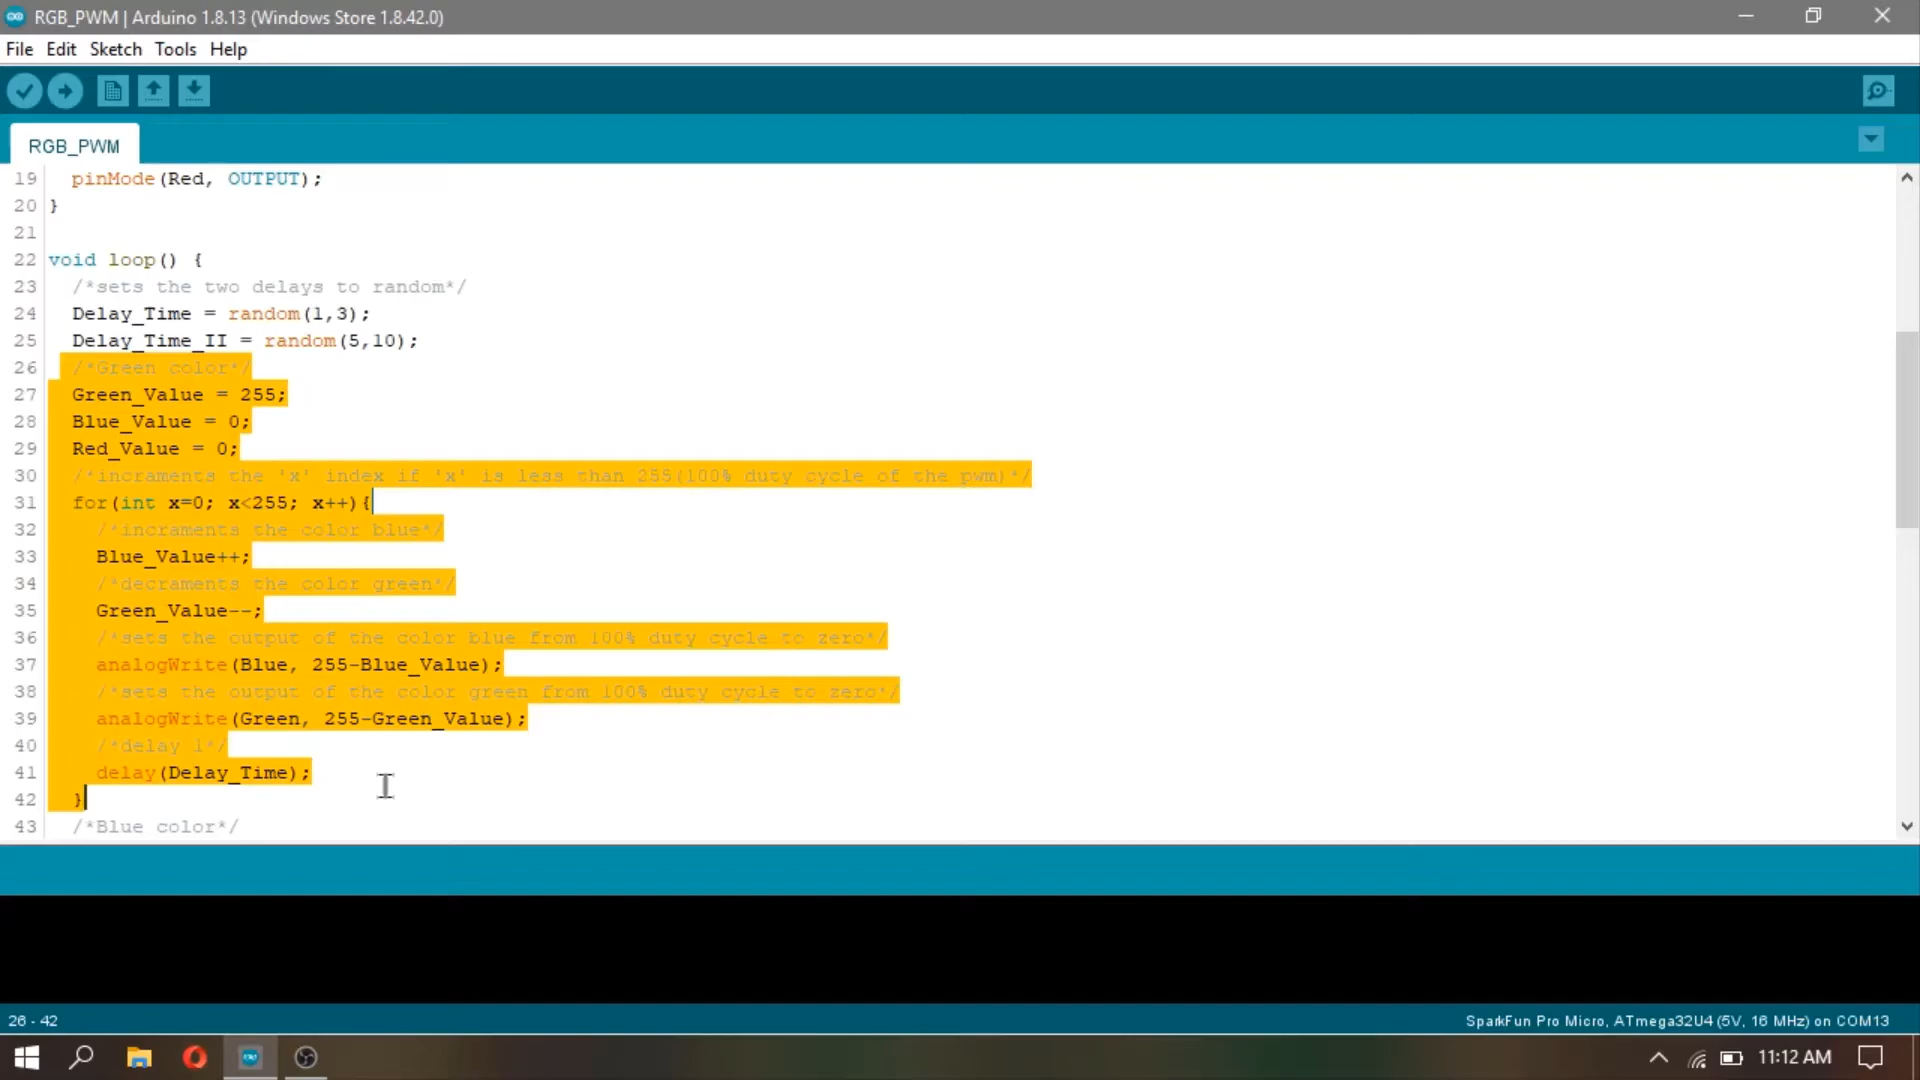 RGB_PWM | Arduino 1.8.13 (Windows Store 1.8.42.0)
File Edit Sketch Tools Help
RGB_PWM
19 pinMode(Red, OUTPUT);
20 }
21
22 void loop() {
23 /*sets the two delays to random*/
24 Delay_Time = random(1,3);
25 Delay_Time_II = random(5,10);
26 /*Green color*/
27 Green_Value = 255;
28 Blue_Value = 0;
29 Red_Value = 0;
30 /*incraments the 'x' index if 'x' is less than 255(100% duty cycle of the pwm)*/
31 for(int x=0; x<255; x++){
32 /*incraments the color blue*/
33 Blue_Value++;
34 /*decraments the color green*/
35 Green_Value--;
36 /*sets the output of the color blue from 100% duty cycle to zero*/
37 analogWrite(Blue, 255-Blue_Value);
38 /*sets the output of the color green from 100% duty cycle to zero*/
39 analogWrite(Green, 255-Green_Value);
40 /*delay 1*/
41 delay(Delay_Time);
42 }
43 /*Blue color*/
26 - 42
SparkFun Pro Micro, ATmega32U4 (5V, 16 MHz) on COM13
11:12 AM